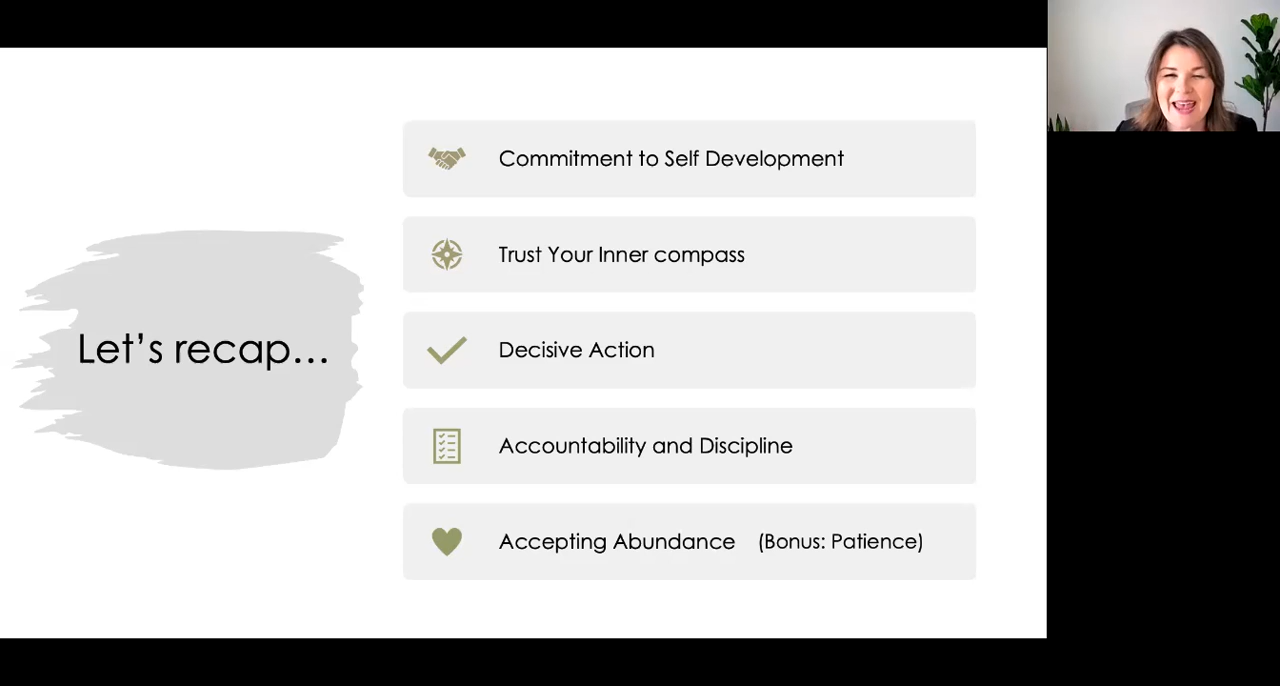 Let’s recap…
Commitment to Self Development
Trust Your Inner compass
Decisive Action
Accountability and Discipline
Accepting Abundance (Bonus: Patience)